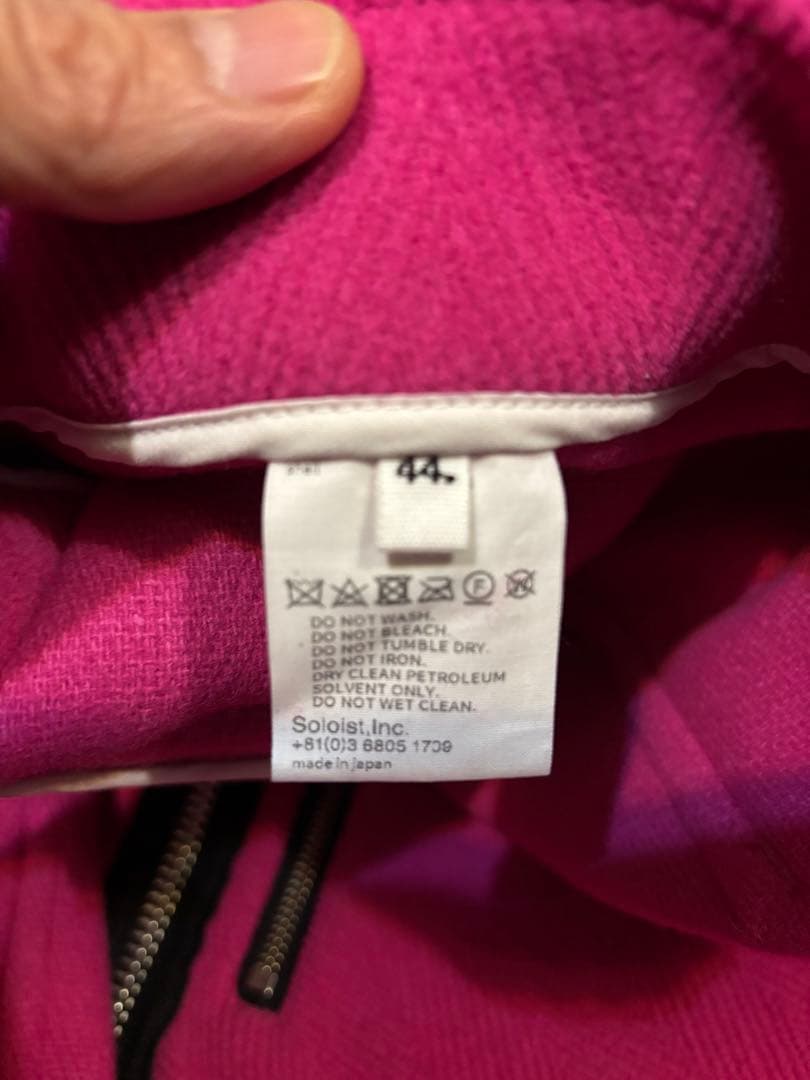 44.
F
W
DO NOT WASH.
DO NOT BLEACH.
DO NOT TUMBLE DRY.
DO NOT IRON.
DRY CLEAN PETROLEUM
SOLVENT ONLY.
DO NOT WET CLEAN.
Soloist,Inc.
+81(0)3 6805 1739
made in japan